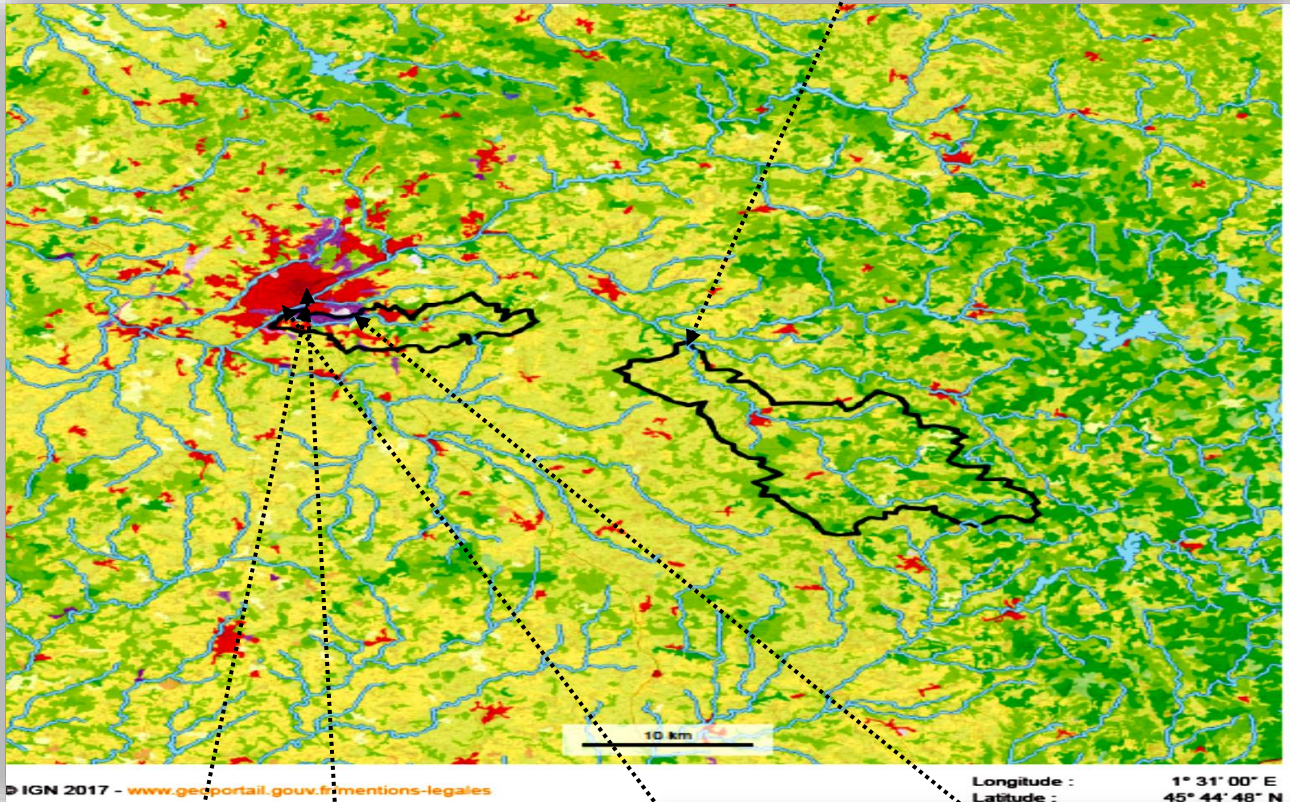 10 km
© IGN 2017 - www.geoportail.gouv.fr/mentions-legales
Longitude : 1° 31' 00" E
Latitude : 45° 44' 48" N